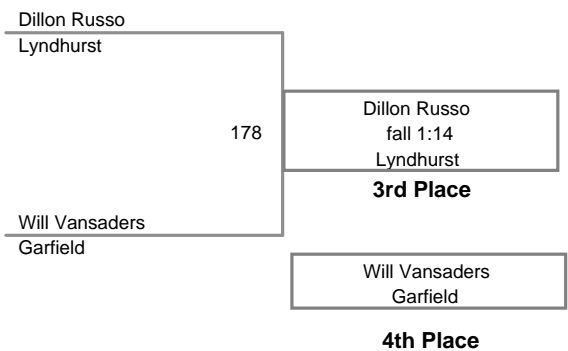 Dillon Russo
Lyndhurst
178
Dillon Russo
fall 1:14
Lyndhurst
3rd Place
Will Vansaders
Garfield
Will Vansaders
Garfield
4th Place